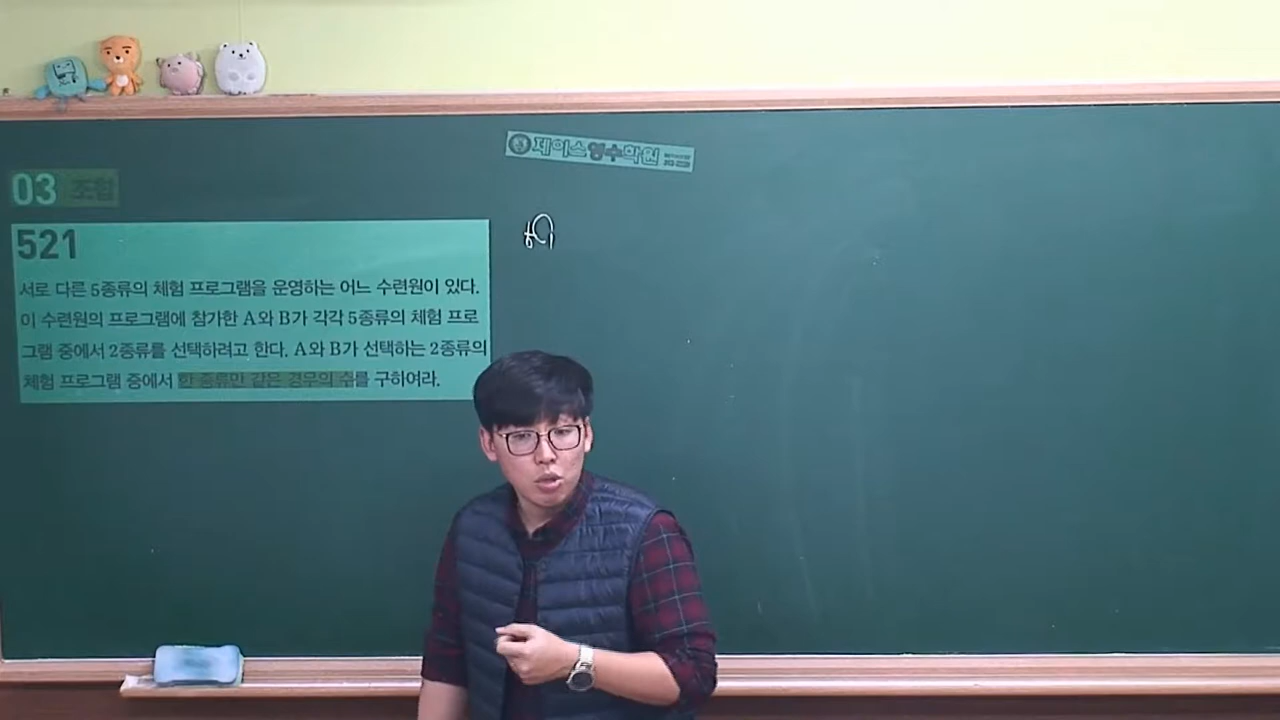 제이스영수학원
03 조합
521
서로 다른 5종류의 체험 프로그램을 운영하는 어느 수련원이 있다.
이 수련원의 프로그램에 참가한 A와 B가 각각 5종류의 체험 프로
그램 중에서 2종류를 선택하려고 한다. A와 B가 선택하는 2종류의
체험 프로그램 중에서 한 종류만 같은 경우의 수를 구하여라.